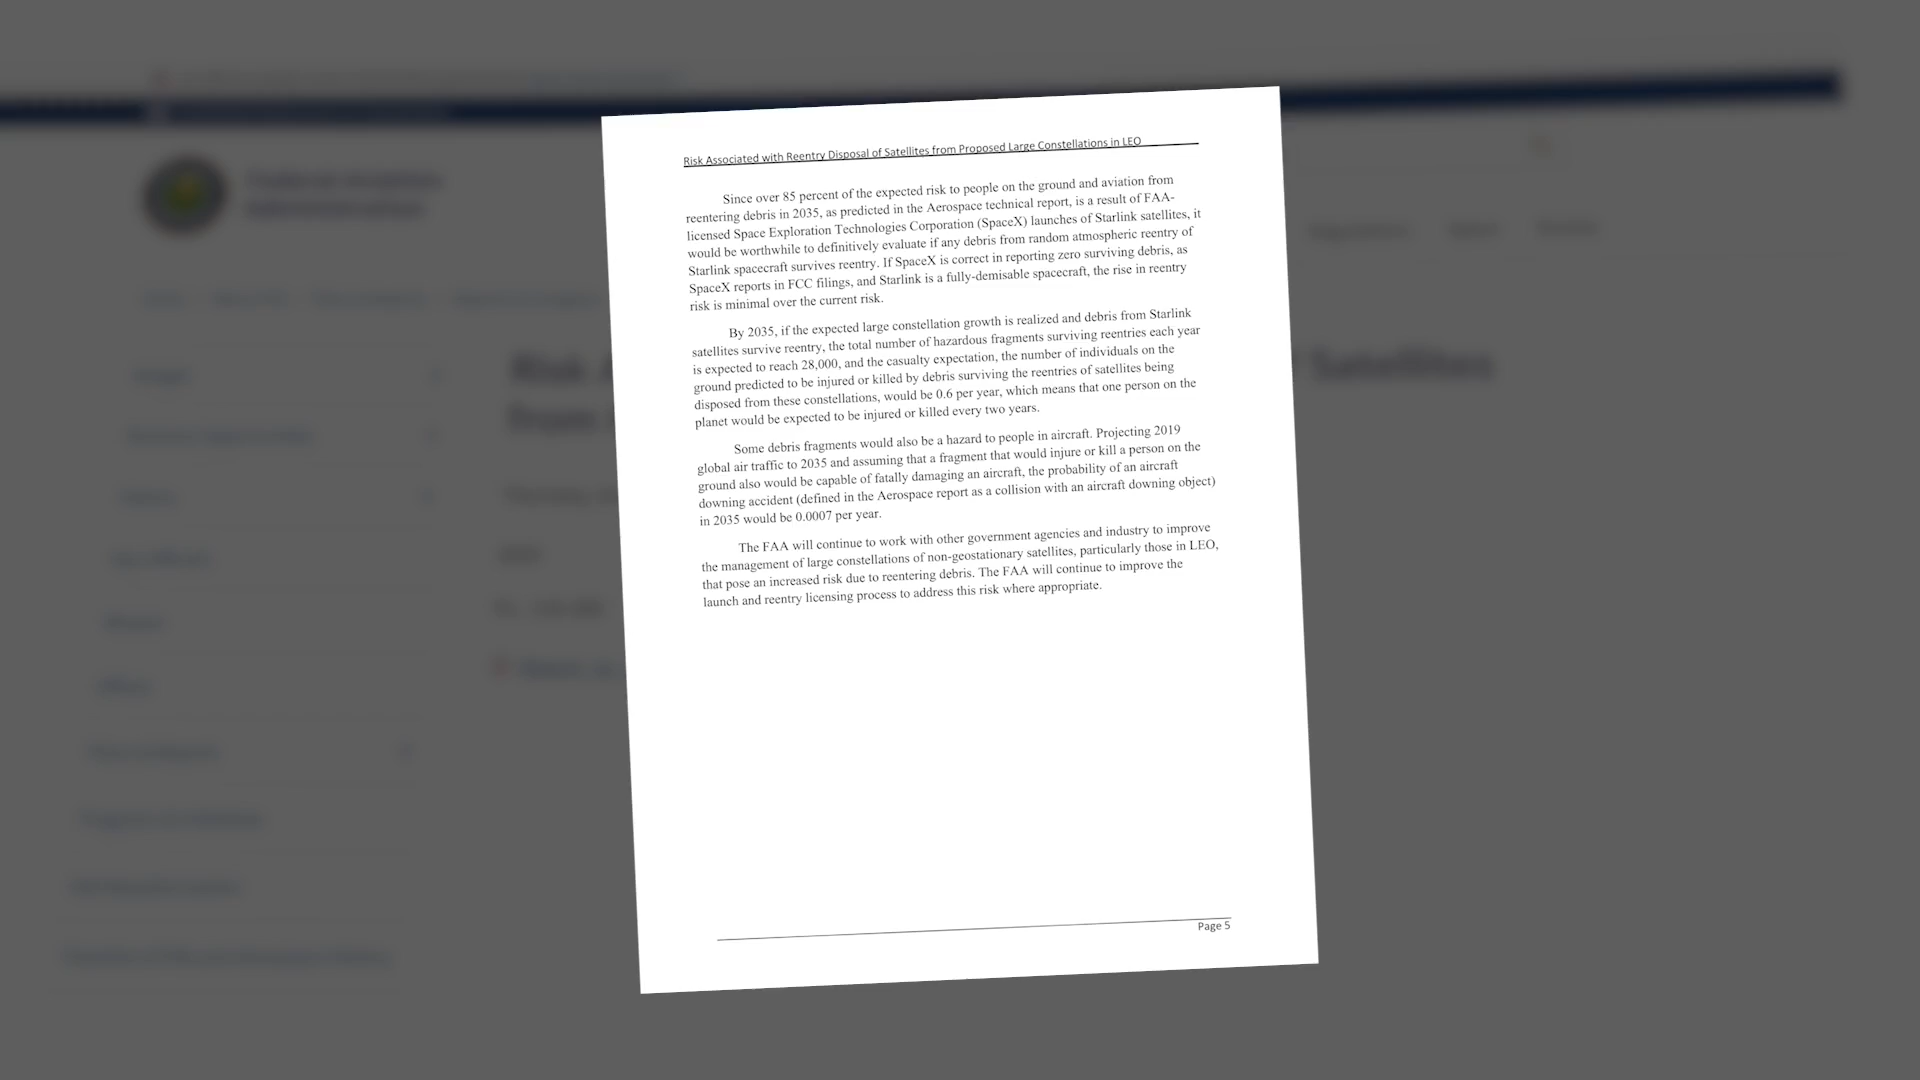 Risk Associated with Reentry Disposal of Satellites from Proposed Large Constellations in LEO
Since over 85 percent of the expected risk to people on the ground and aviation from
reentering debris in 2035, as predicted in the Aerospace technical report, is a result of FAA-
licensed Space Exploration Technologies Corporation (SpaceX) launches of Starlink satellites, it
would be worthwhile to definitively evaluate if any debris from random atmospheric reentry of
Starlink spacecraft survives reentry. If SpaceX is correct in reporting zero surviving debris, as
SpaceX reports in FCC filings, and Starlink is a fully-demisable spacecraft, the rise in reentry
risk is minimal over the current risk.
By 2035, if the expected large constellation growth is realized and debris from Starlink
satellites survive reentry, the total number of hazardous fragments surviving reentries each year
is expected to reach 28,000, and the casualty expectation, the number of individuals on the
ground predicted to be injured or killed by debris surviving the reentries of satellites being
disposed from these constellations, would be 0.6 per year, which means that one person on the
planet would be expected to be injured or killed every two years.
Some debris fragments would also be a hazard to people in aircraft. Projecting 2019
global air traffic to 2035 and assuming that a fragment that would injure or kill a person on the
ground also would be capable of fatally damaging an aircraft, the probability of an aircraft
downing accident (defined in the Aerospace report as a collision with an aircraft downing object)
in 2035 would be 0.0007 per year.
The FAA will continue to work with other government agencies and industry to improve
the management of large constellations of non-geostationary satellites, particularly those in LEO,
that pose an increased risk due to reentering debris. The FAA will continue to improve the
launch and reentry licensing process to address this risk where appropriate.
Page 5
Risk
Satellites
from